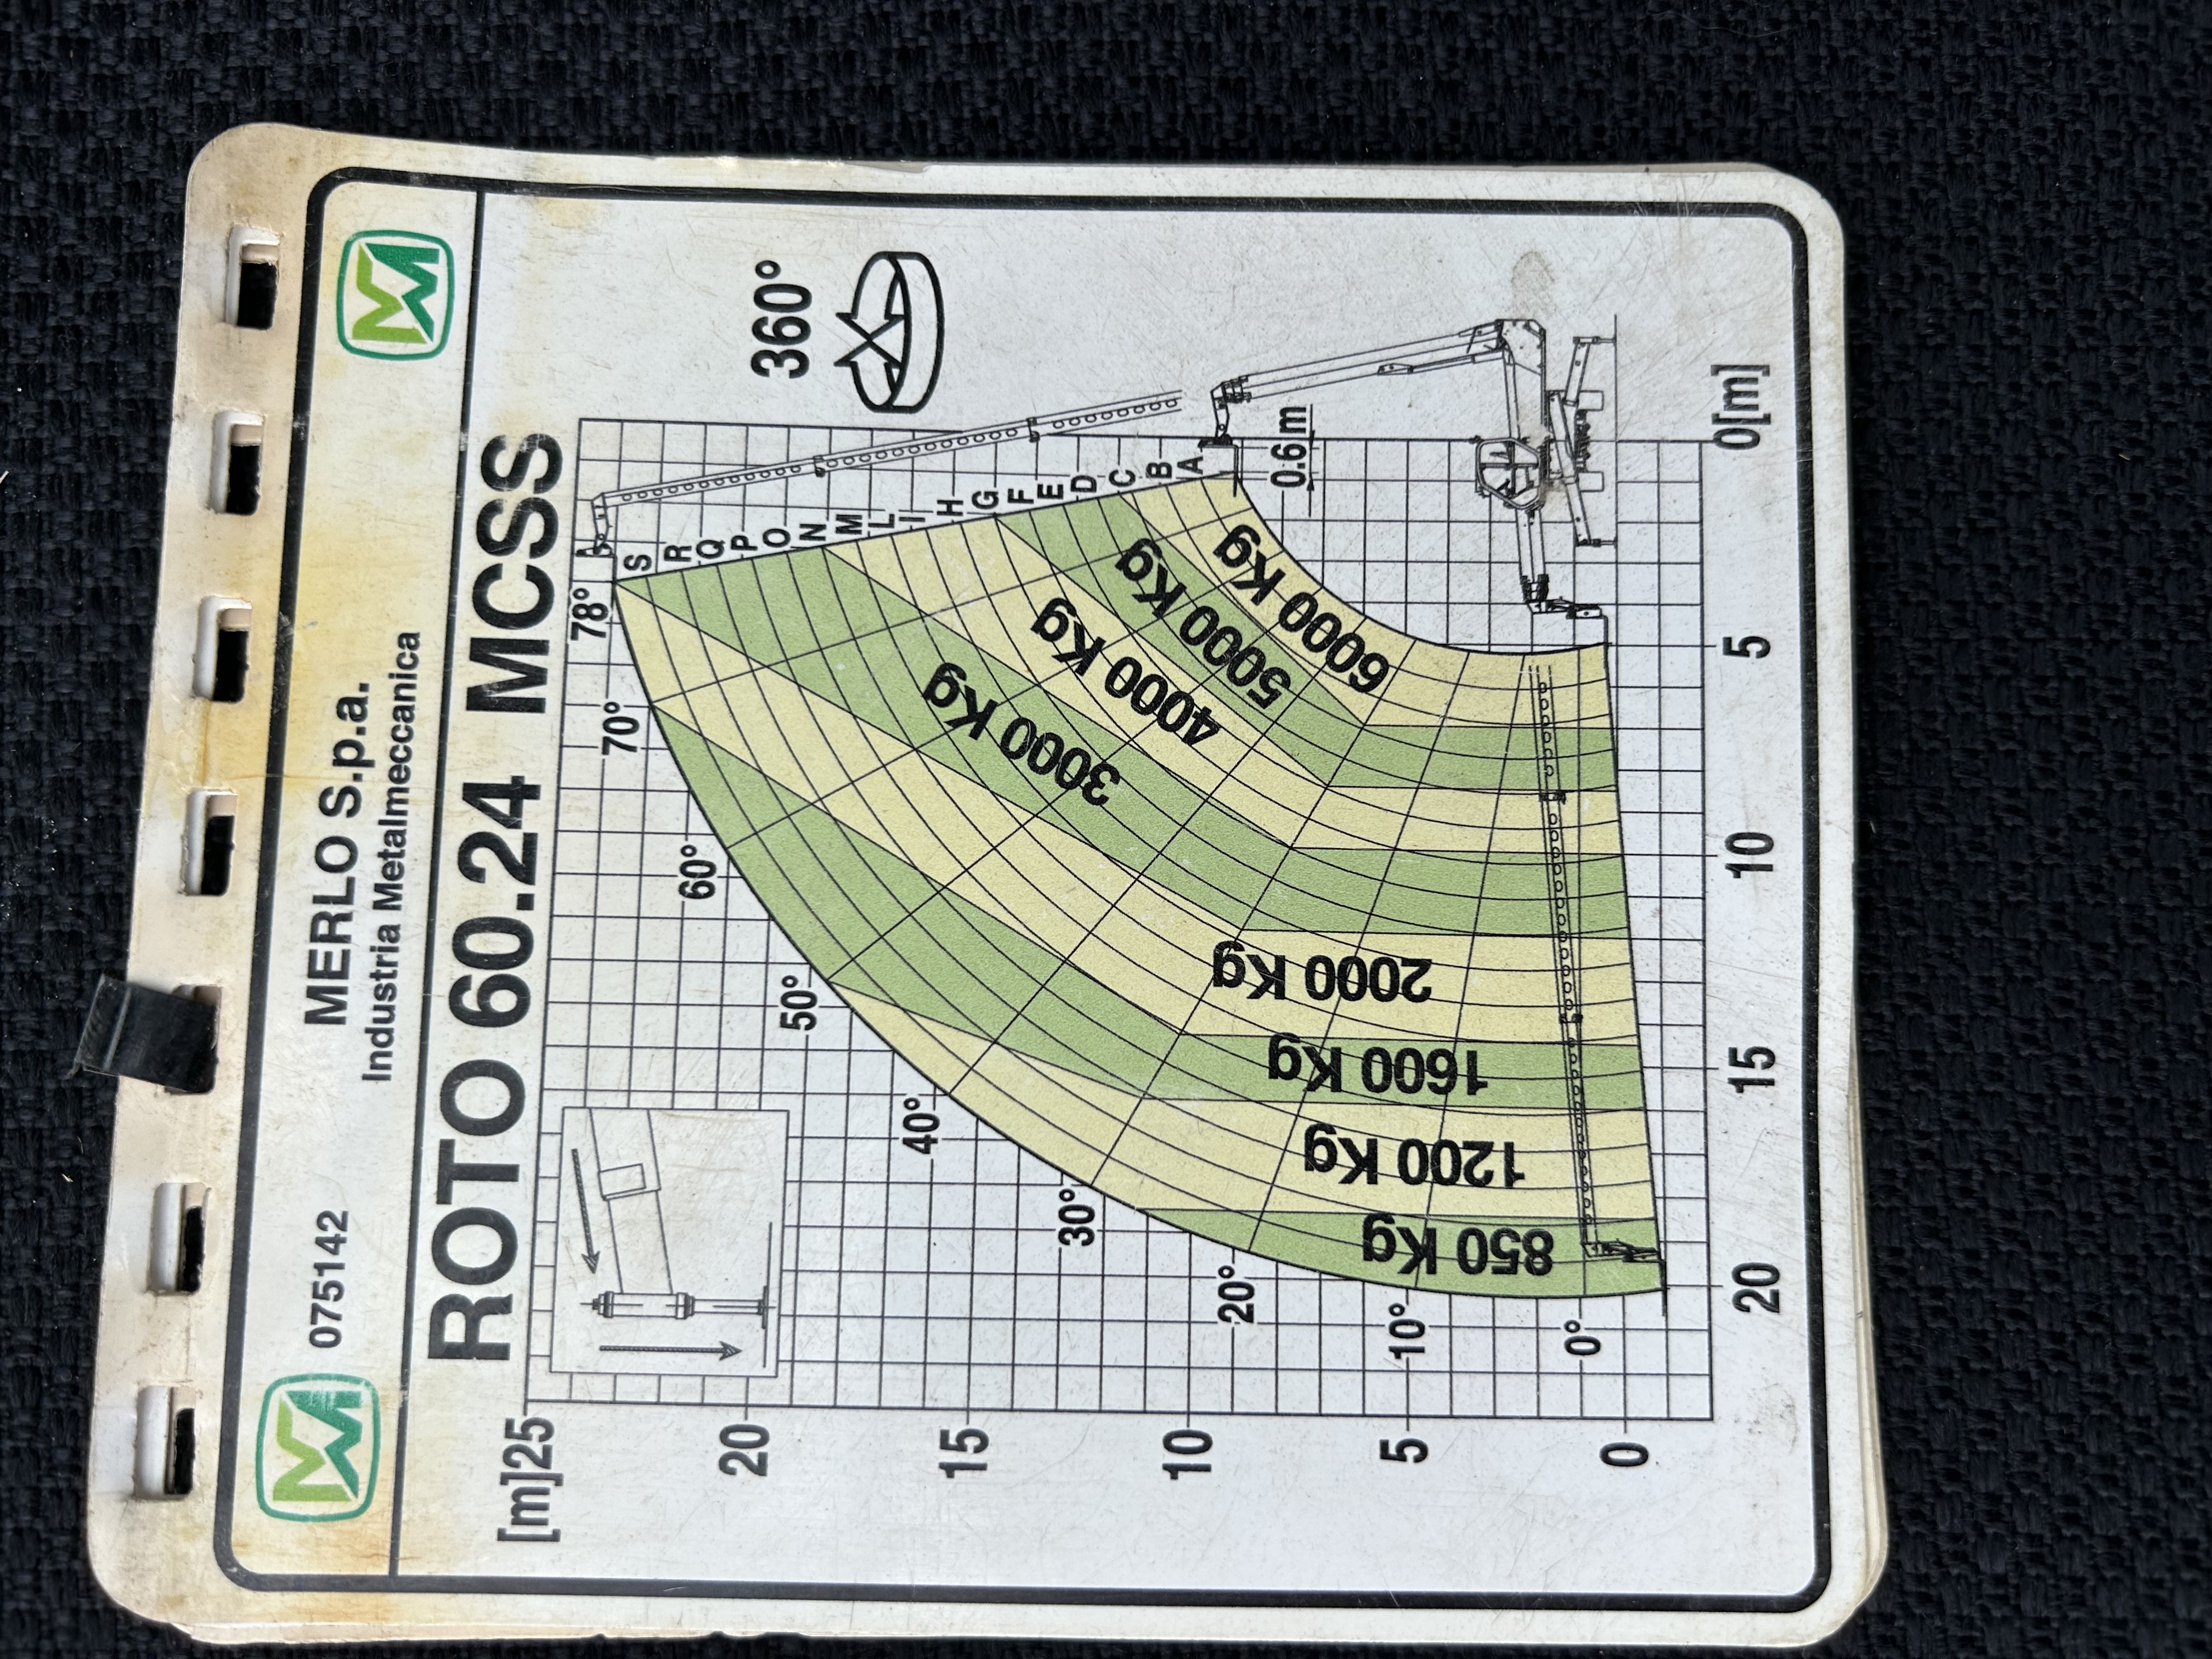 075142
MERLO S.p.a.
Industria Metalmeccanica
ROTO 60.24 MCSS
[m]25
20
15
10
5
0
78°
70°
60°
50°
40°
30°
20°
10°
0°
S
R
Q
P
O
N
M
L
I
H
G
F
E
D
C
B
A
360°
0.6 m
6000 Kg
5000 Kg
4000 Kg
3000 Kg
2000 Kg
1600 Kg
1200 Kg
850 Kg
20
15
10
5
0[m]